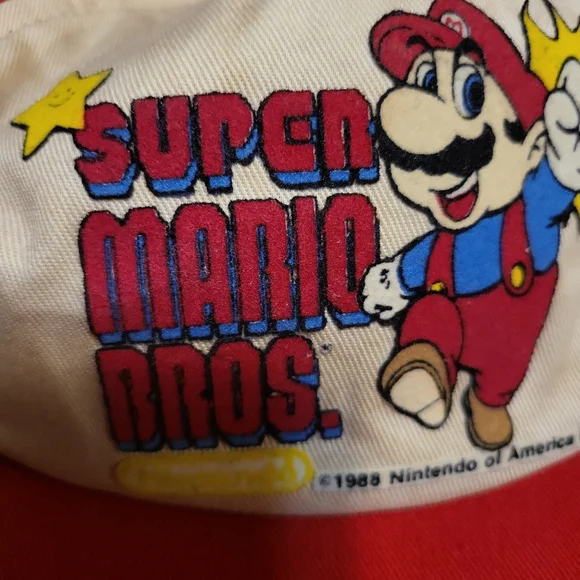 SUPER
MARIO
BROS.
M
©1988 Nintendo of America